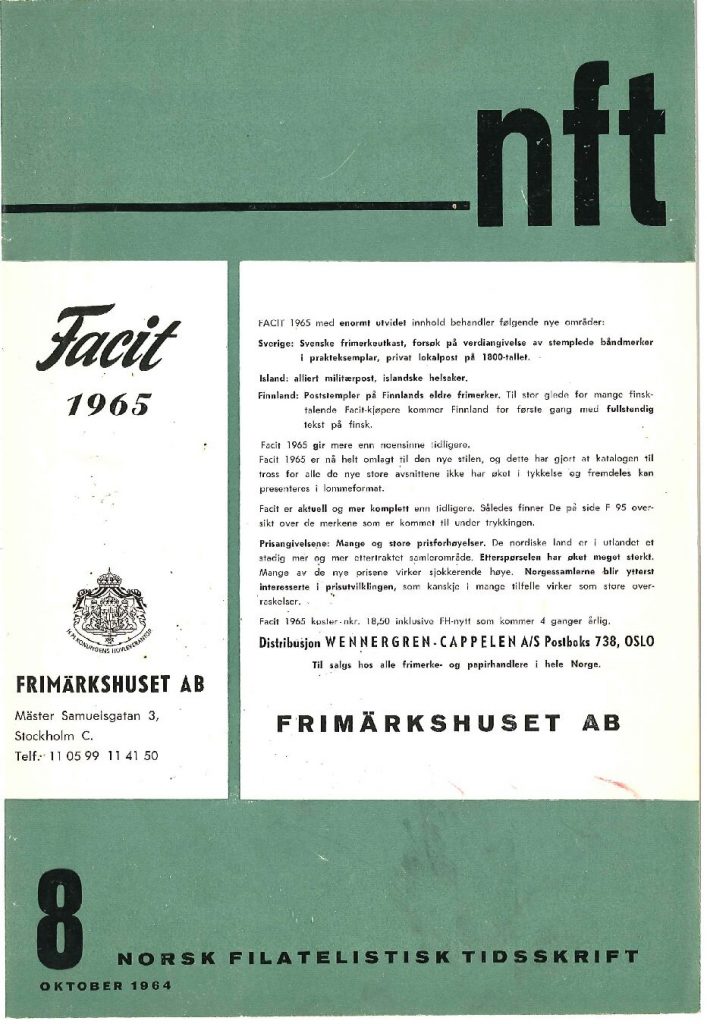 nft
Facit
1965
H.M. KONUNGENS HOVLEVERANTÖR
FRIMÄRKSHUSET AB
Mäster Samuelsgatan 3,
Stockholm C.
Telf.· 11 05 99 11 41 50
FACIT 1965 med enormt utvidet innhold behandler følgende nye områder:
Sverige: Svenske frimerkeutkast, forsøk på verdiangivelse av stemplede båndmerker
i prakteksemplar, privat lokalpost på 1800-tallet.
Island: alliert militærpost, islandske helsaker.
Finnland: Poststempler på Finnlands eldre frimerker. Til stor glede for mange finsk-
talende Facit-kjøpere kommer Finnland for første gang med fullstendig
tekst på finsk.
Facit 1965 gir mere enn noensinne tidligere.
Facit 1965 er nå helt omlagt til den nye stilen, og dette har gjort at katalogen til
tross for alle de nye store avsnittene ikke har øket i tykkelse og fremdeles kan
presenteres i lommeformat.
Facit er aktuell og mer komplett enn tidligere. Således finner De på side F 95 over-
sikt over de merkene som er kommet til under trykkingen.
Prisangivelsene: Mange og store prisforhøyelser. De nordiske land er i utlandet et
stadig mer og mer ettertraktet samlerområde. Etterspørselen har øket meget sterkt.
Mange av de nye prisene virker sjokkerende høye. Norgessamlerne blir ytterst
interesserte i prisutviklingen, som kanskje i mange tilfelle virker som store over-
raskelser.
Facit 1965 koster nkr. 18,50 inklusive FH-nytt som kommer 4 ganger årlig.
Distribusjon WENNERGREN-CAPPELEN A/S Postboks 738, OSLO
Til salgs hos alle frimerke- og papirhandlere i hele Norge.
FRIMÄRKSHUSET AB
8
NORSK FILATELISTISK TIDSSKRIFT
OKTOBER 1964